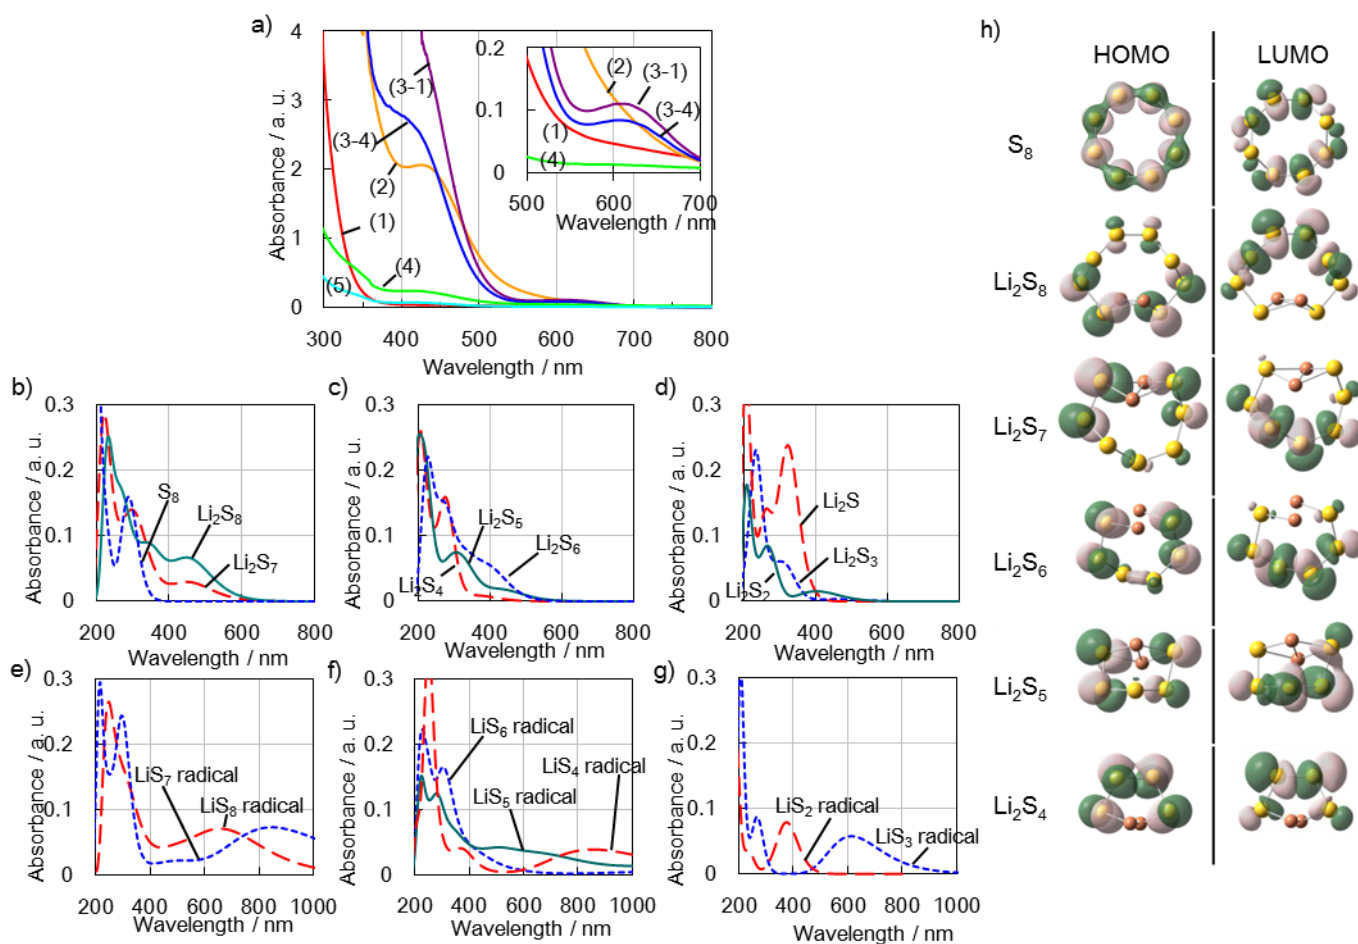 a)
Absorbance / a. u.
4
3
2
1
0
300 400 500 600 700 800
Wavelength / nm
(3-1)
(3-4)
(2)
(1)
(4)
(5)
0.2
0.1
0
500 600 700
Wavelength / nm
(2)
(3-1)
(3-4)
(1)
(4)
b)
Absorbance / a. u.
0.3
0.2
0.1
0
200 400 600 800
Wavelength / nm
S8
Li2S8
Li2S7
c)
Absorbance / a. u.
0.3
0.2
0.1
0
200 400 600 800
Wavelength / nm
Li2S5
Li2S6
Li2S4
d)
Absorbance / a. u.
0.3
0.2
0.1
0
200 400 600 800
Wavelength / nm
Li2S
Li2S3
Li2S2
e)
Absorbance / a. u.
0.3
0.2
0.1
0
200 400 600 800 1000
Wavelength / nm
LiS7 radical
LiS8 radical
f)
Absorbance / a. u.
0.3
0.2
0.1
0
200 400 600 800 1000
Wavelength / nm
LiS6 radical
LiS4 radical
LiS5 radical
g)
Absorbance / a. u.
0.3
0.2
0.1
0
200 400 600 800 1000
Wavelength / nm
LiS2 radical
LiS3 radical
h)
HOMO LUMO
S8
Li2S8
Li2S7
Li2S6
Li2S5
Li2S4